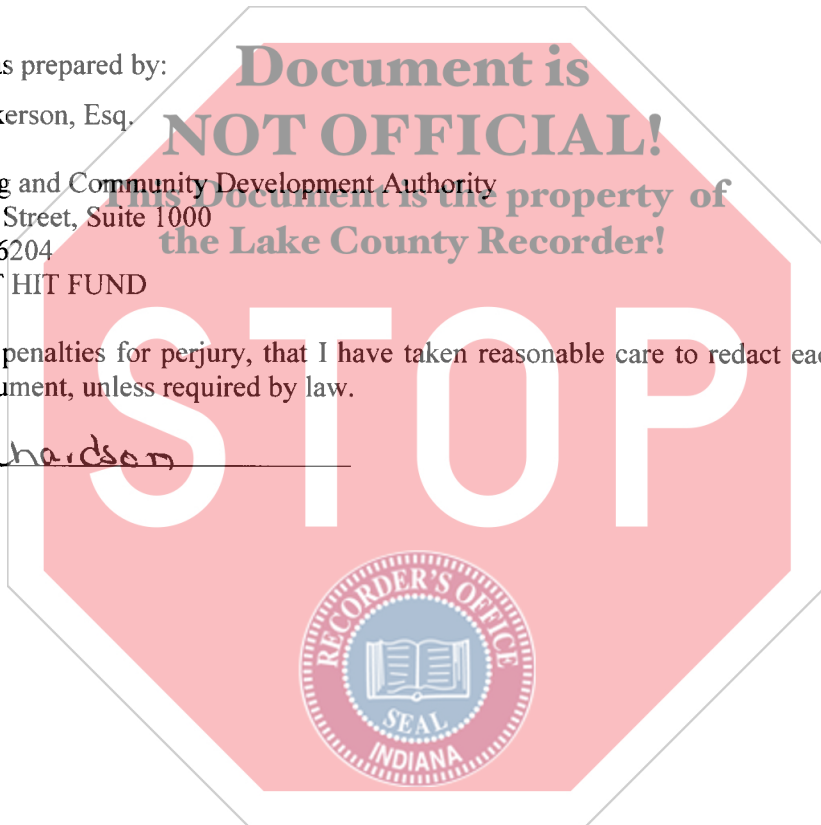 s prepared by:
Document is
kerson, Esq.
NOT OFFICIAL!
g and Community Development Authority
This Document is the property of
Street, Suite 1000
the Lake County Recorder!
6204
HIT FUND
penalties for perjury, that I have taken reasonable care to redact eac
ument, unless required by law.
STOP
hardson
RECORDER'S OFFICE
SEAL
INDIANA